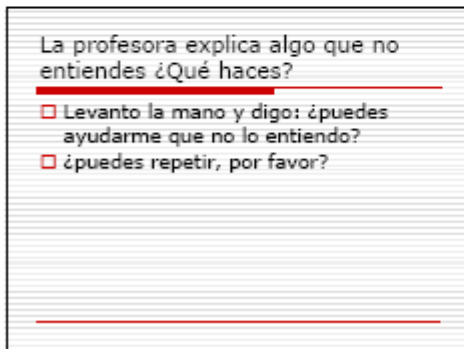 La profesora explica algo que no
entiendes ¿Qué haces?
Levanto la mano y digo: ¿puedes
ayudarme que no lo entiendo?
¿puedes repetir, por favor?